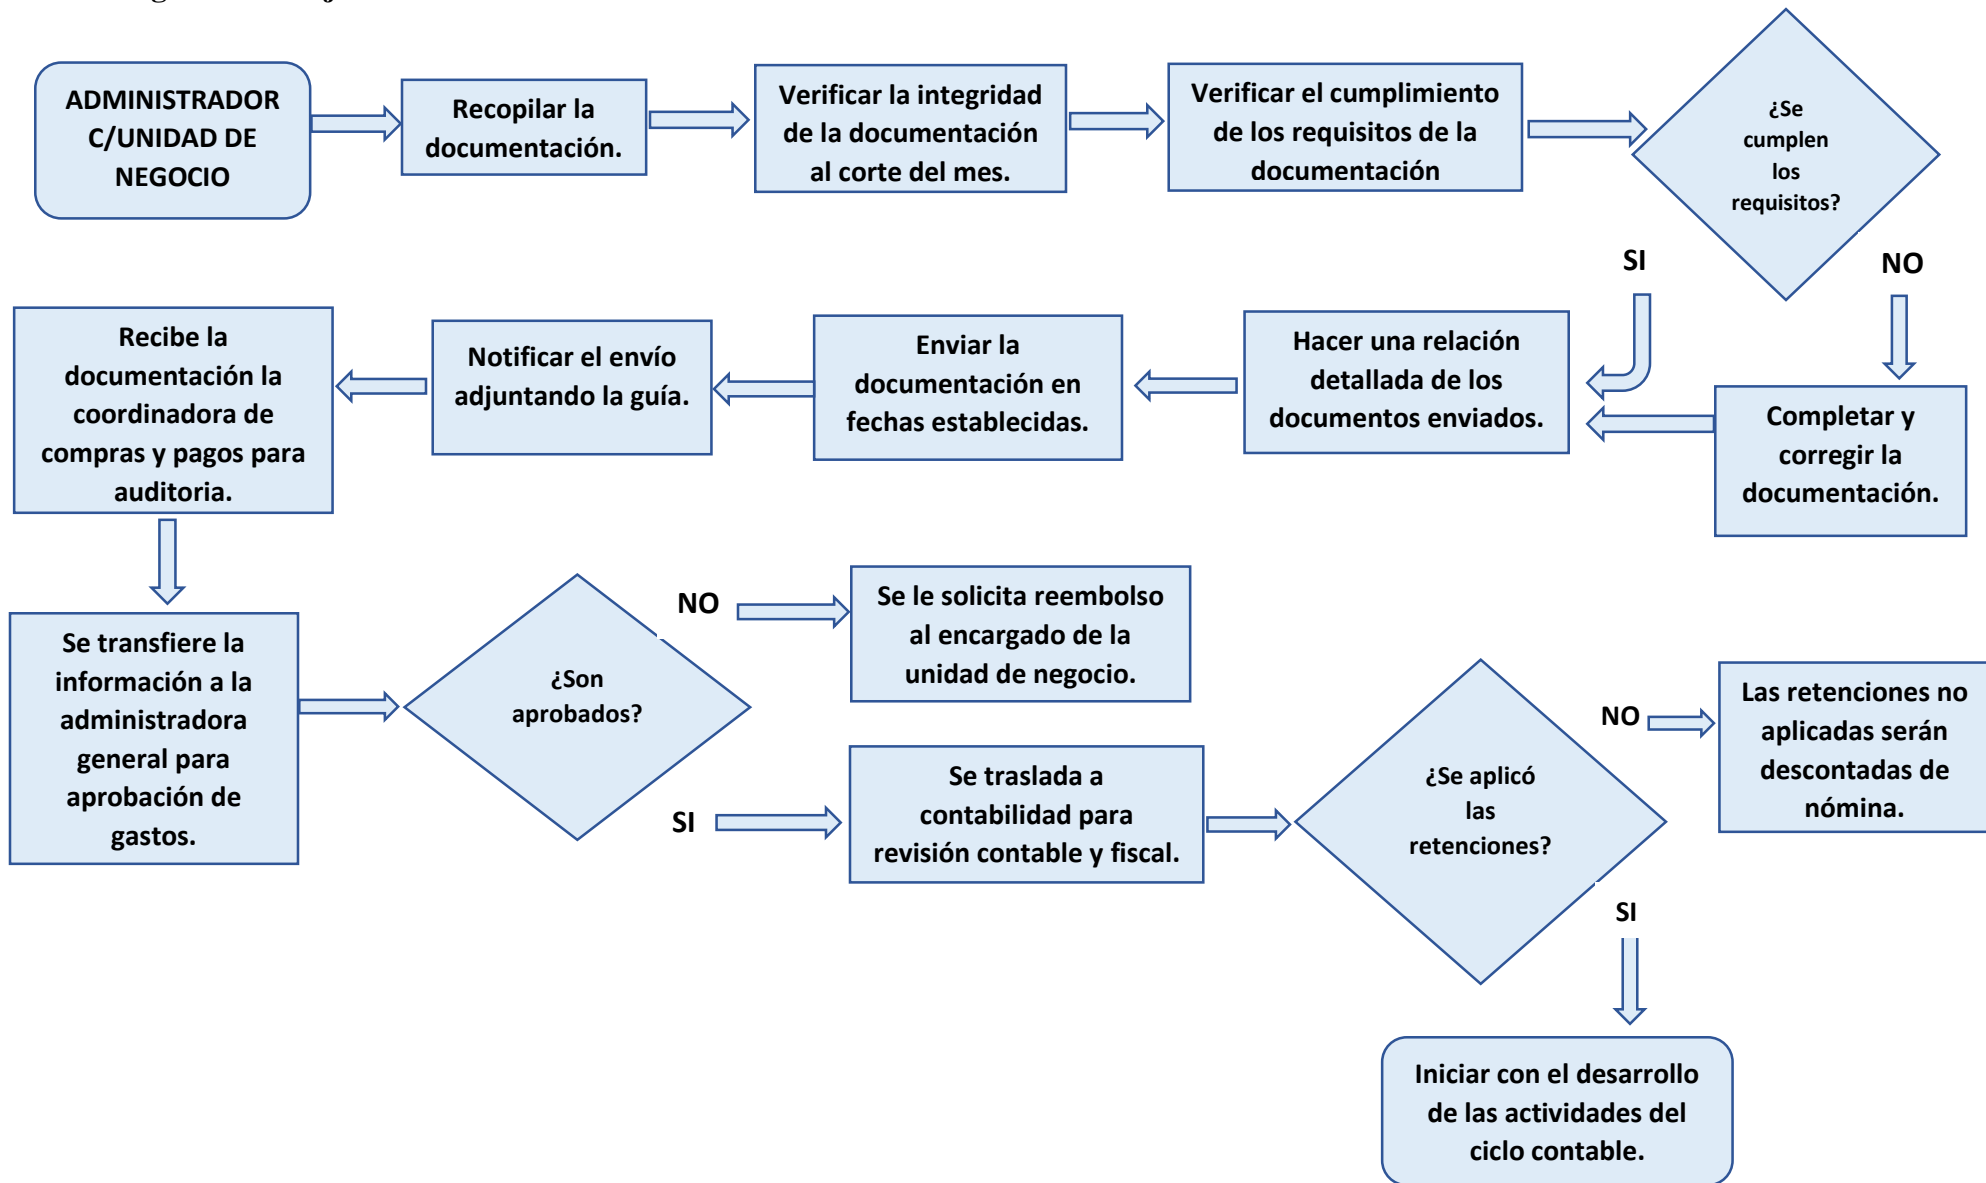 ADMINISTRADOR
C/UNIDAD DE
NEGOCIO
Recopilar la
documentación.
Verificar la integridad
de la documentación
al corte del mes.
Verificar el cumplimiento
de los requisitos de la
documentación
¿Se
cumplen
los
requisitos?
SI
NO
Recibe la
documentación la
coordinadora de
compras y pagos para
auditoria.
Notificar el envío
adjuntando la guía.
Enviar la
documentación en
fechas establecidas.
Hacer una relación
detallada de los
documentos enviados.
Completar y
corregir la
documentación.
Se transfiere la
información a la
administradora
general para
aprobación de
gastos.
¿Son
aprobados?
NO
Se le solicita reembolso
al encargado de la
unidad de negocio.
SI
Se traslada a
contabilidad para
revisión contable y fiscal.
¿Se aplicó
las
retenciones?
NO
Las retenciones no
aplicadas serán
descontadas de
nómina.
SI
Iniciar con el desarrollo
de las actividades del
ciclo contable.